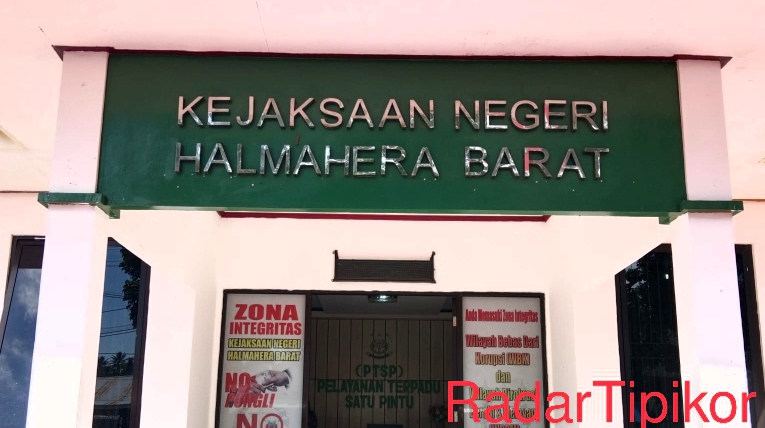 KEJAKSAAN NEGERI
HALMAHERA BARAT
ZONA
INTEGRITAS
KEJAKSAAN NEGERI
HALMAHERA BARAT
NO
NO
(PTSP)
PELAYANAN TERPADU
SATU PINTU
Anda Memasuki Zona Integritas
Wilayah Bebas Dari
Korupsi (WBK)
dan
RadarTipikor